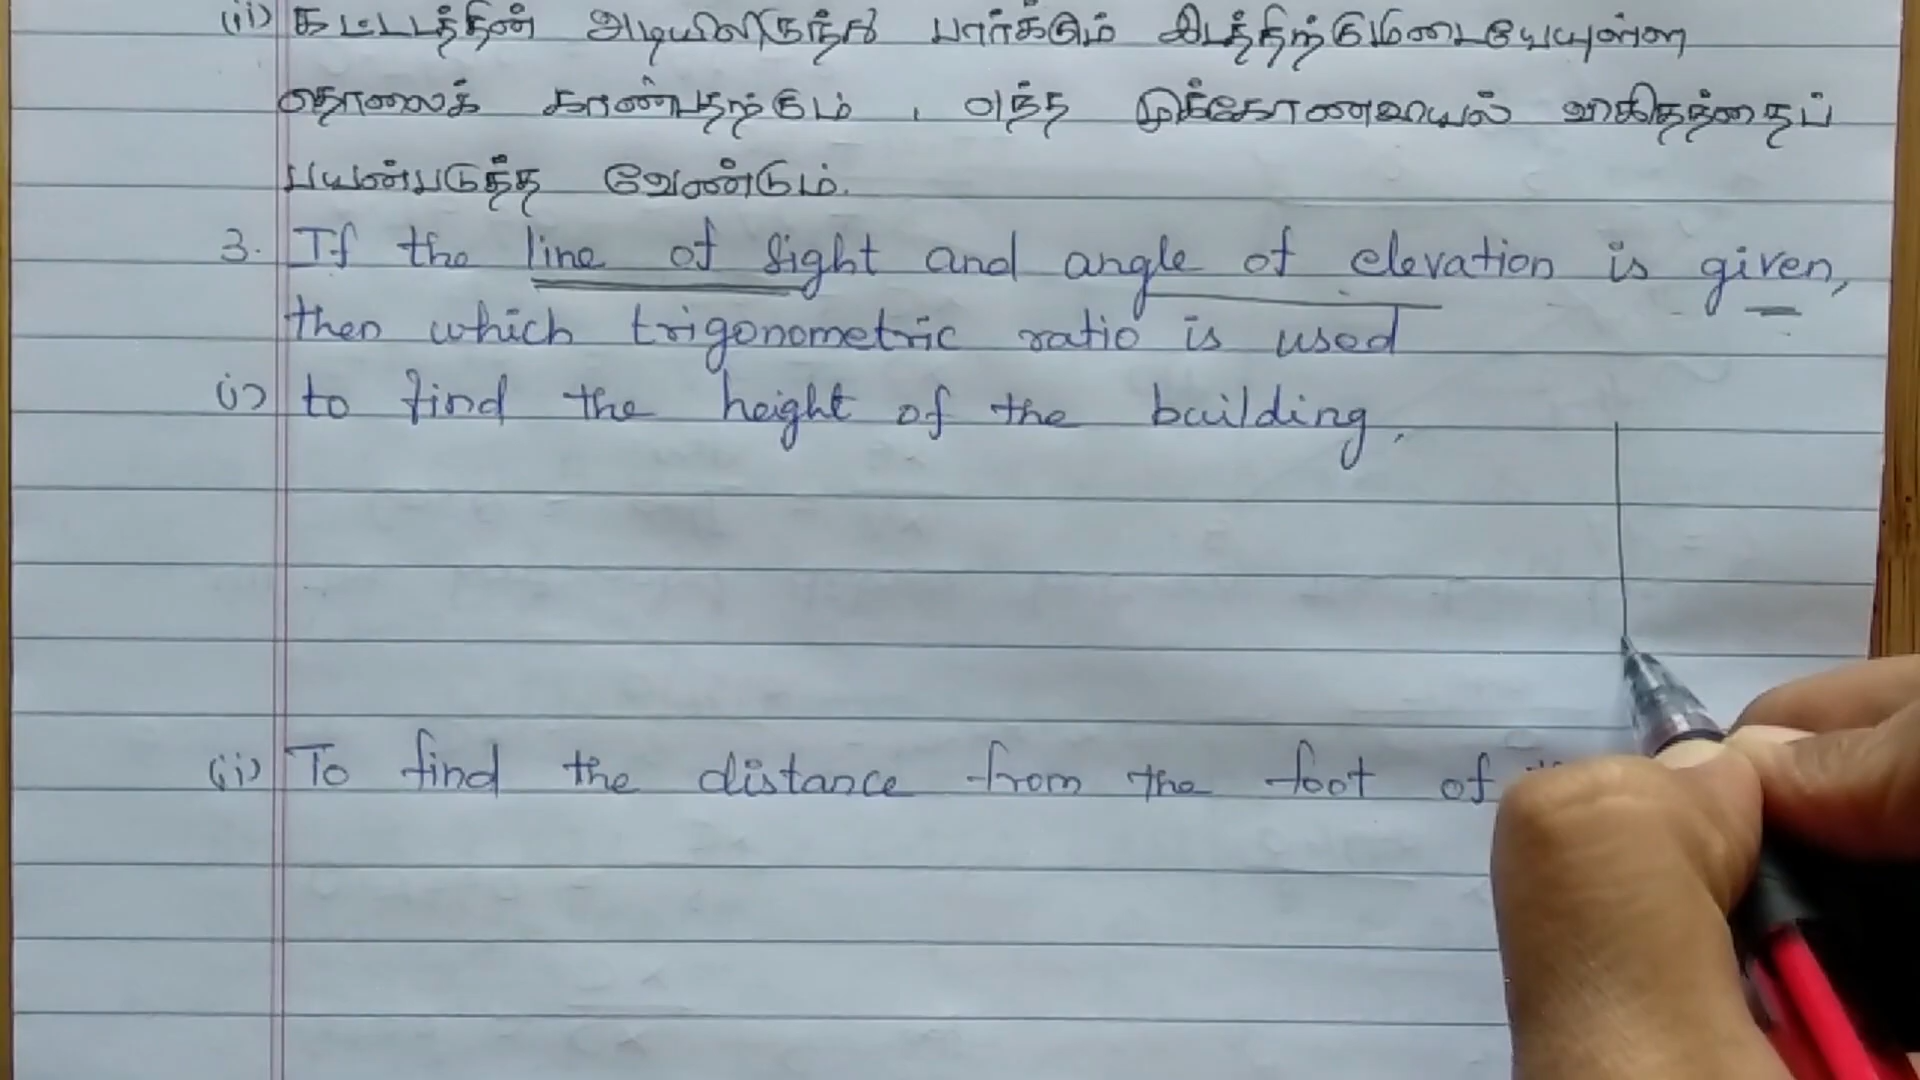 (ii) கட்டடத்தின் அடியிலிருந்து பார்க்கும் இடத்திற்குமிடையேயுள்ள
தொலைக் காண்பதற்கும், எந்த முக்கோணவியல் விகிதத்தைப்
பயன்படுத்த வேண்டும்.
3. If the line of sight and angle of elevation is given,
then which trigonometric ratio is used
(i) to find the height of the building.
(ii) To find the distance from the foot of